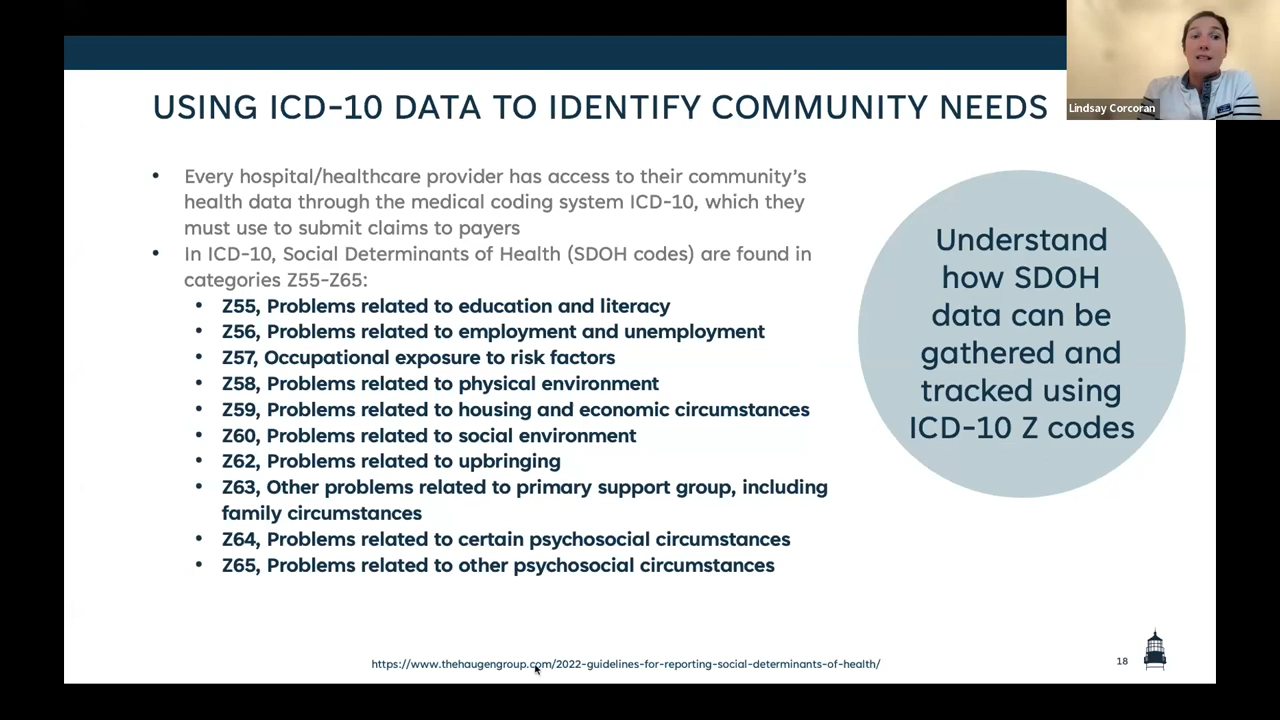 USING ICD-10 DATA TO IDENTIFY COMMUNITY NEEDS
Lindsay Corcoran
• Every hospital/healthcare provider has access to their community's
health data through the medical coding system ICD-10, which they
must use to submit claims to payers
• In ICD-10, Social Determinants of Health (SDOH codes) are found in
categories Z55-Z65:
• Z55, Problems related to education and literacy
• Z56, Problems related to employment and unemployment
• Z57, Occupational exposure to risk factors
• Z58, Problems related to physical environment
• Z59, Problems related to housing and economic circumstances
• Z60, Problems related to social environment
• Z62, Problems related to upbringing
• Z63, Other problems related to primary support group, including
family circumstances
• Z64, Problems related to certain psychosocial circumstances
• Z65, Problems related to other psychosocial circumstances
Understand
how SDOH
data can be
gathered and
tracked using
ICD-10 Z codes
https://www.thehaugengroup.com/2022-guidelines-for-reporting-social-determinants-of-health/
18